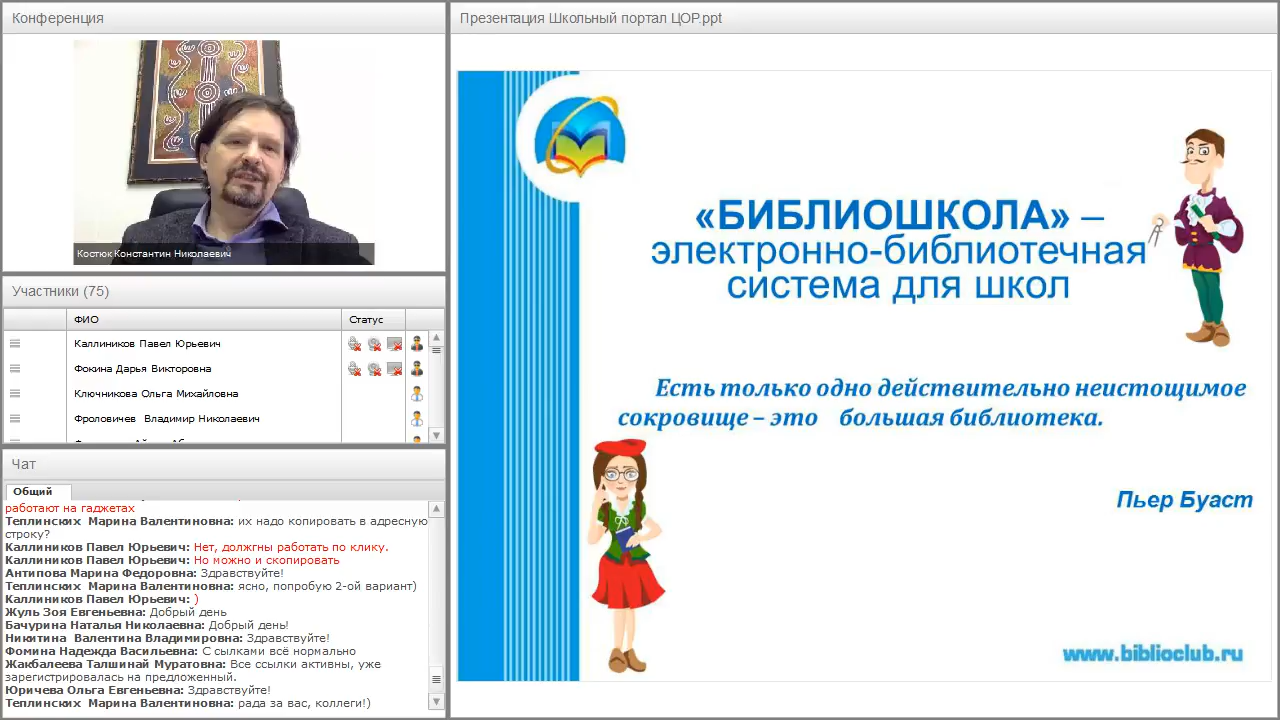 Конференция
Костюк Константин Николаевич
Участники (75)
ФИО
Статус
Каллиников Павел Юрьевич
Фокина Дарья Викторовна
Ключникова Ольга Михайловна
Фроловичев Владимир Николаевич
Чат
Общий
работают на гаджетах
Теплинских Марина Валентиновна: их надо копировать в адресную
строку?
Каллиников Павел Юрьевич: Нет, должгны работать по клику.
Каллиников Павел Юрьевич: Но можно и скопировать
Антипова Марина Федоровна: Здравствуйте!
Теплинских Марина Валентиновна: ясно, попробую 2-ой вариант)
Каллиников Павел Юрьевич: )
Жуль Зоя Евгеньевна: Добрый день
Бачурина Наталья Николаевна: Добрый день!
Никитина Валентина Владимировна: Здравствуйте!
Фомина Надежда Васильевна: С сылками всё нормально
Жакбалеева Талшинай Муратовна: Все ссылки активны, уже
зарегистрировалась на предложенный.
Юричева Ольга Евгеньевна: Здравствуйте!
Теплинских Марина Валентиновна: рада за вас, коллеги!)
Презентация Школьный портал ЦОР.ppt
«БИБЛИОШКОЛА» –
электронно-библиотечная
система для школ
Есть только одно действительно неистощимое
сокровище – это большая библиотека.
Пьер Буаст
www.biblioclub.ru